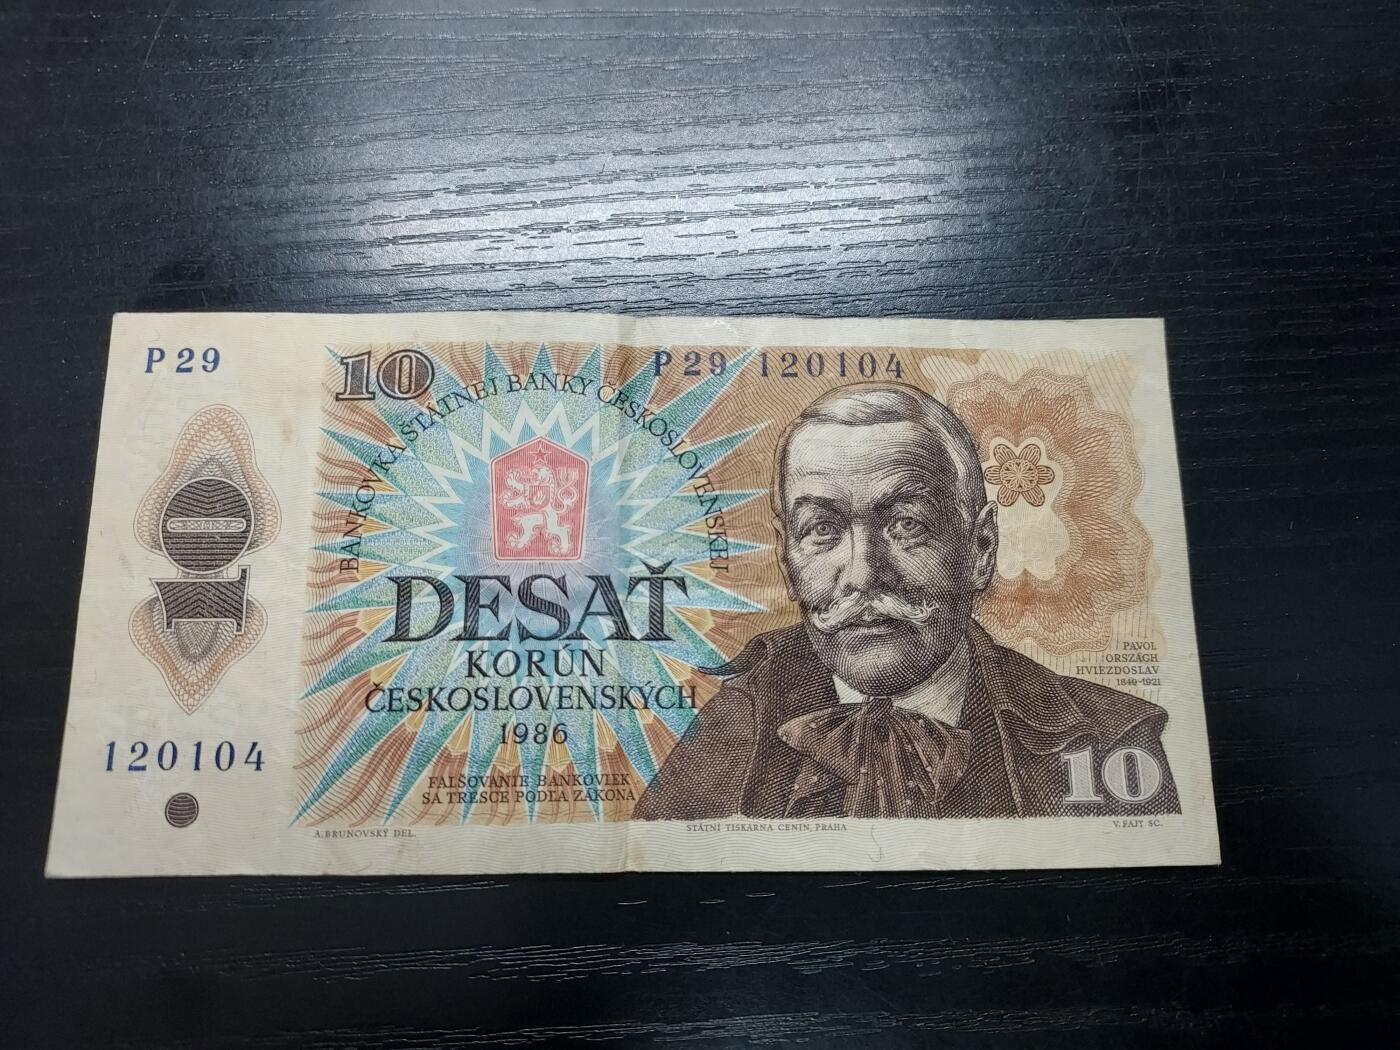 P 29
10
P 29 120104
BANKOVKA ŠTÁTNEJ BANKY ČESKOSLOVENSKEJ
10
DESAŤ
KORÚN
ČESKOSLOVENSKÝCH
1986
PAVOL
ORSZÁGH
HVIEZDOSLAV
1849-1921
120104
FALŠOVANIE BANKOVIEK
SA TRESCE PODĽA ZÁKONA
10
A. BRUNOVSKÝ DEL.
STÁTNÍ TISKÁRNA CENIN, PRAHA
V. FAJT SC.